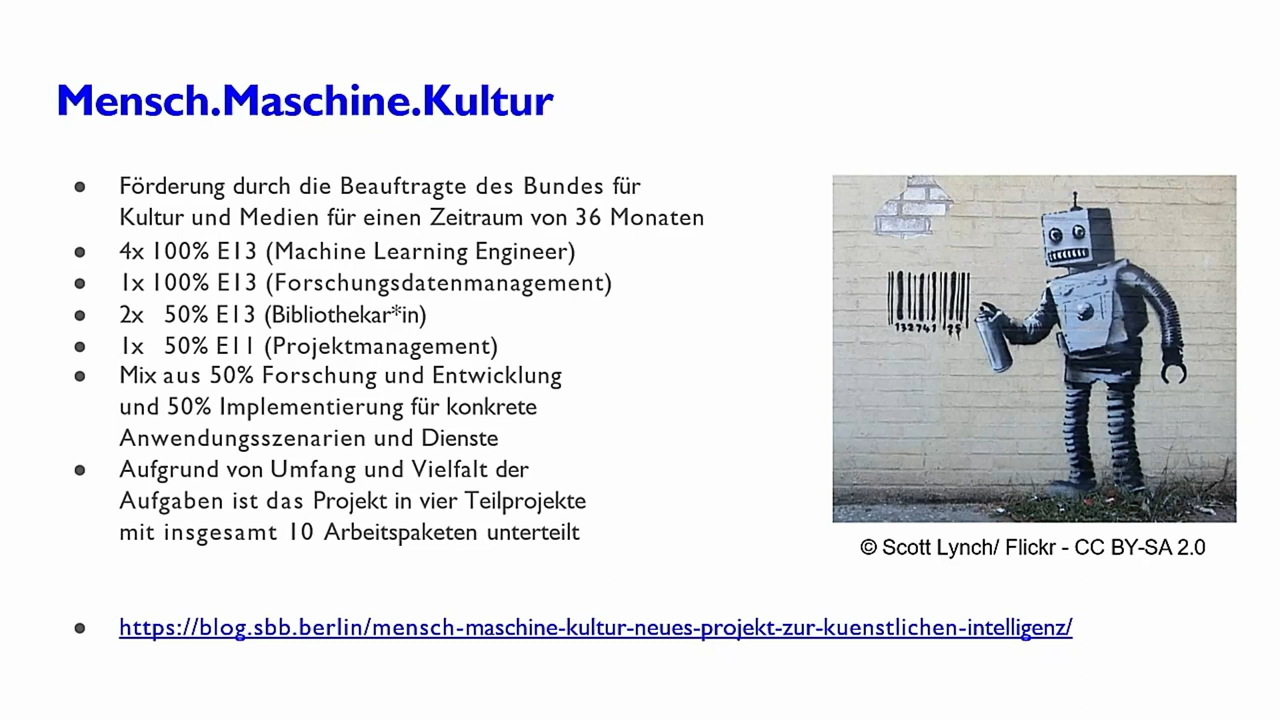 Mensch.Maschine.Kultur
● Förderung durch die Beauftragte des Bundes für
Kultur und Medien für einen Zeitraum von 36 Monaten
● 4x 100% E13 (Machine Learning Engineer)
● 1x 100% E13 (Forschungsdatenmanagement)
● 2x 50% E13 (Bibliothekar*in)
● 1x 50% E11 (Projektmanagement)
● Mix aus 50% Forschung und Entwicklung
und 50% Implementierung für konkrete
Anwendungsszenarien und Dienste
● Aufgrund von Umfang und Vielfalt der
Aufgaben ist das Projekt in vier Teilprojekte
mit insgesamt 10 Arbeitspaketen unterteilt
© Scott Lynch/ Flickr - CC BY-SA 2.0
● https://blog.sbb.berlin/mensch-maschine-kultur-neues-projekt-zur-kuenstlichen-intelligenz/